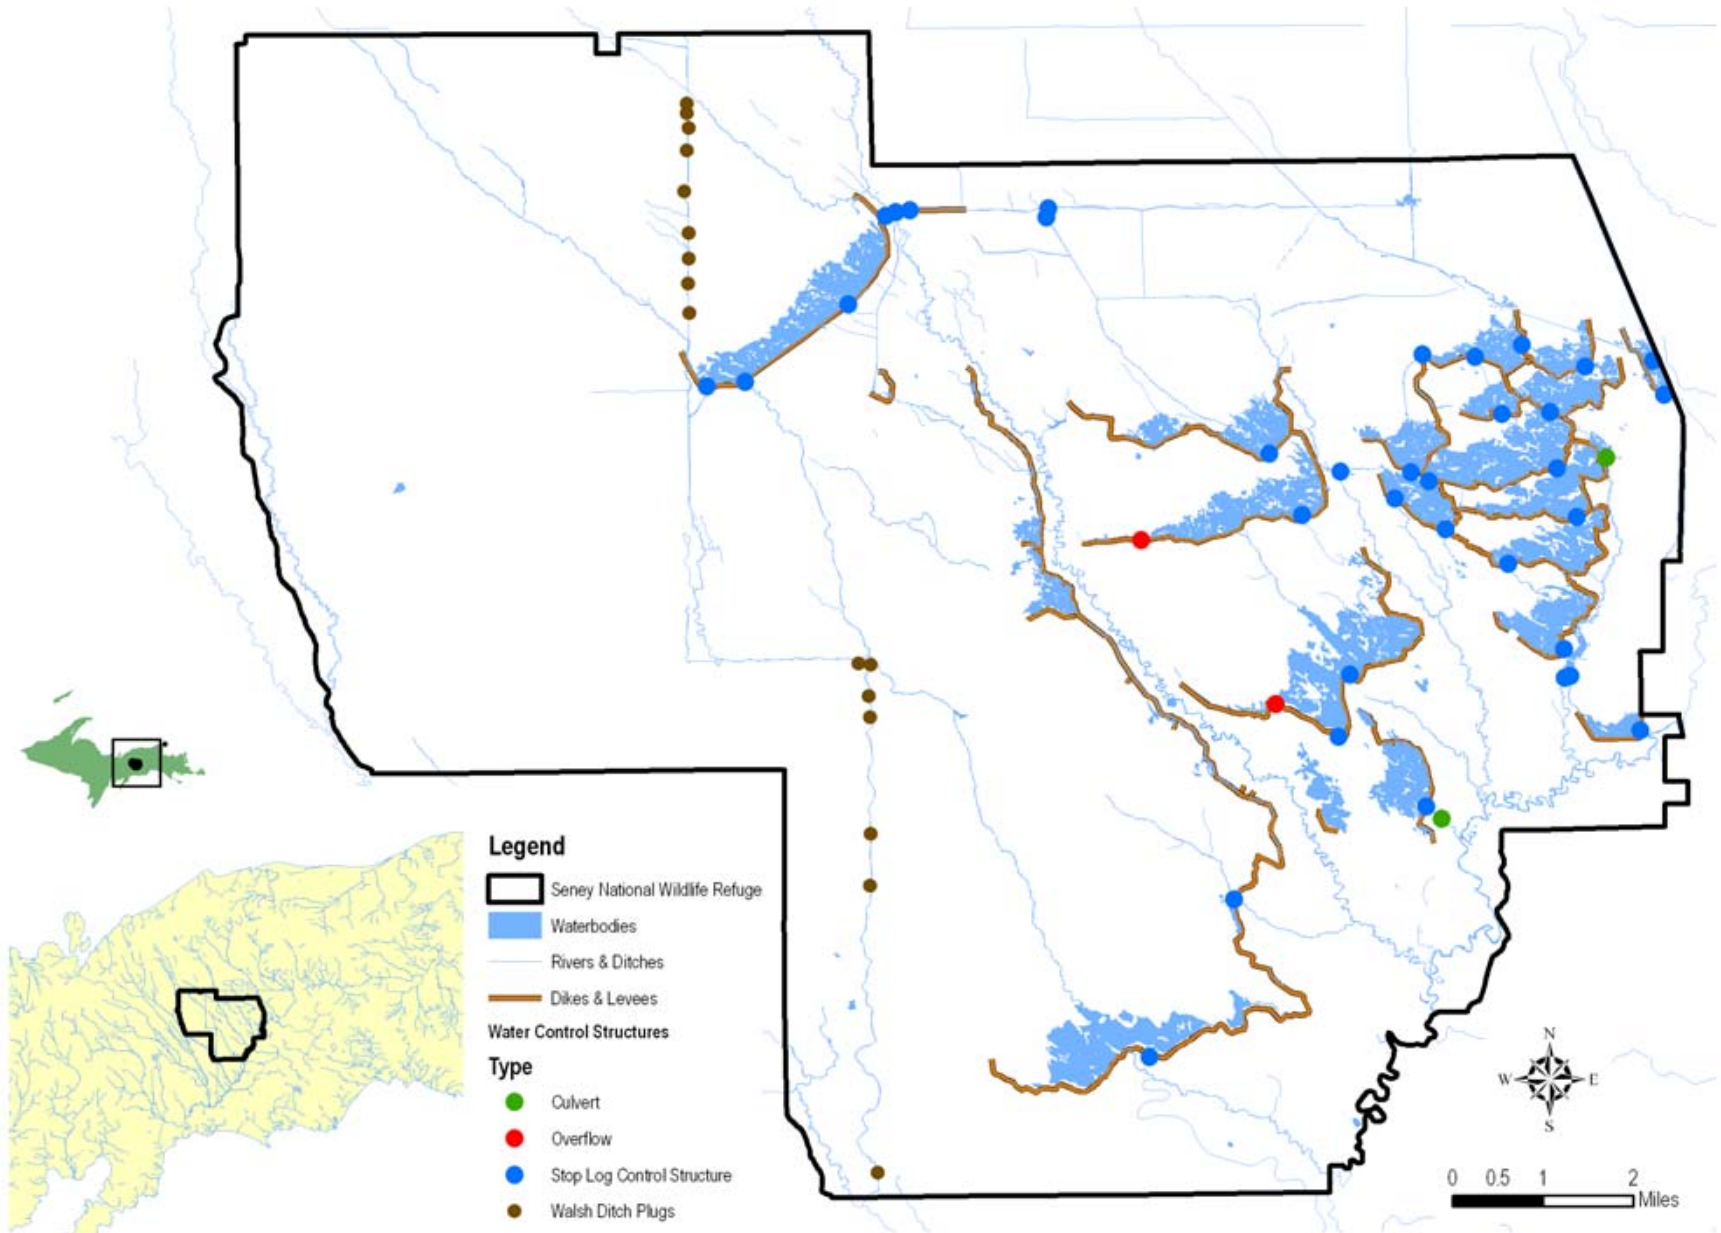 Legend
Seney National Wildlife Refuge
Waterbodies
Rivers & Ditches
Dikes & Levees
Water Control Structures
Type
Culvert
Overflow
Stop Log Control Structure
Walsh Ditch Plugs
N
W E
S
0 0.5 1 2
Miles